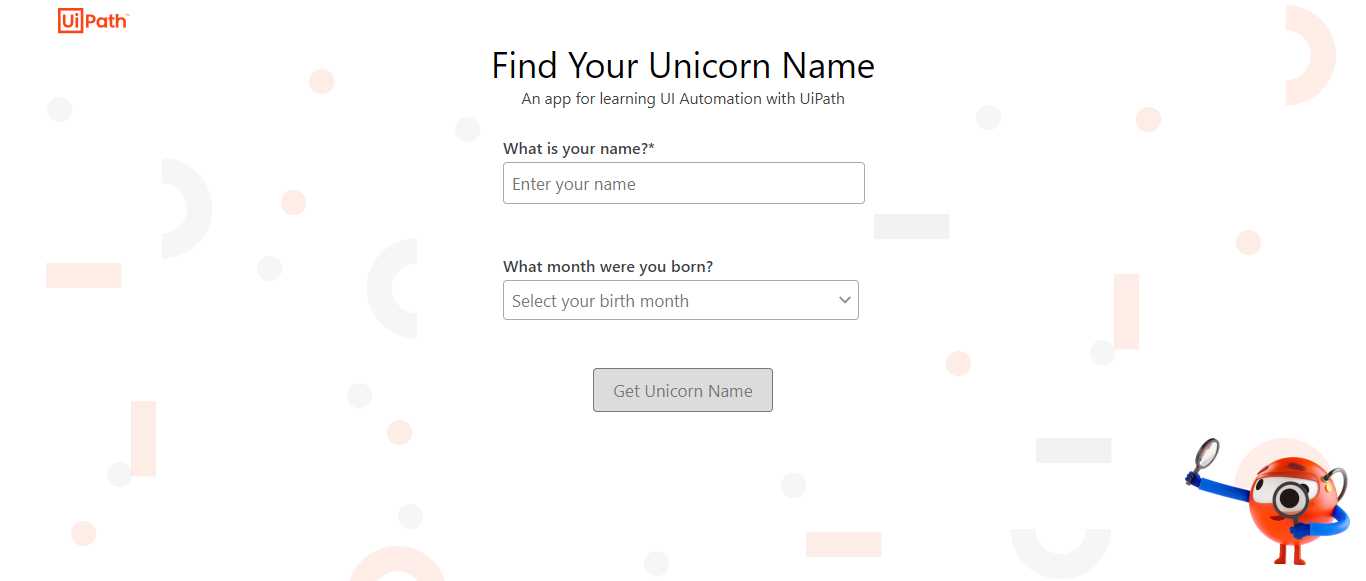 UiPath™
Find Your Unicorn Name
An app for learning UI Automation with UiPath
What is your name?*
Enter your name
What month were you born?
Select your birth month
Get Unicorn Name